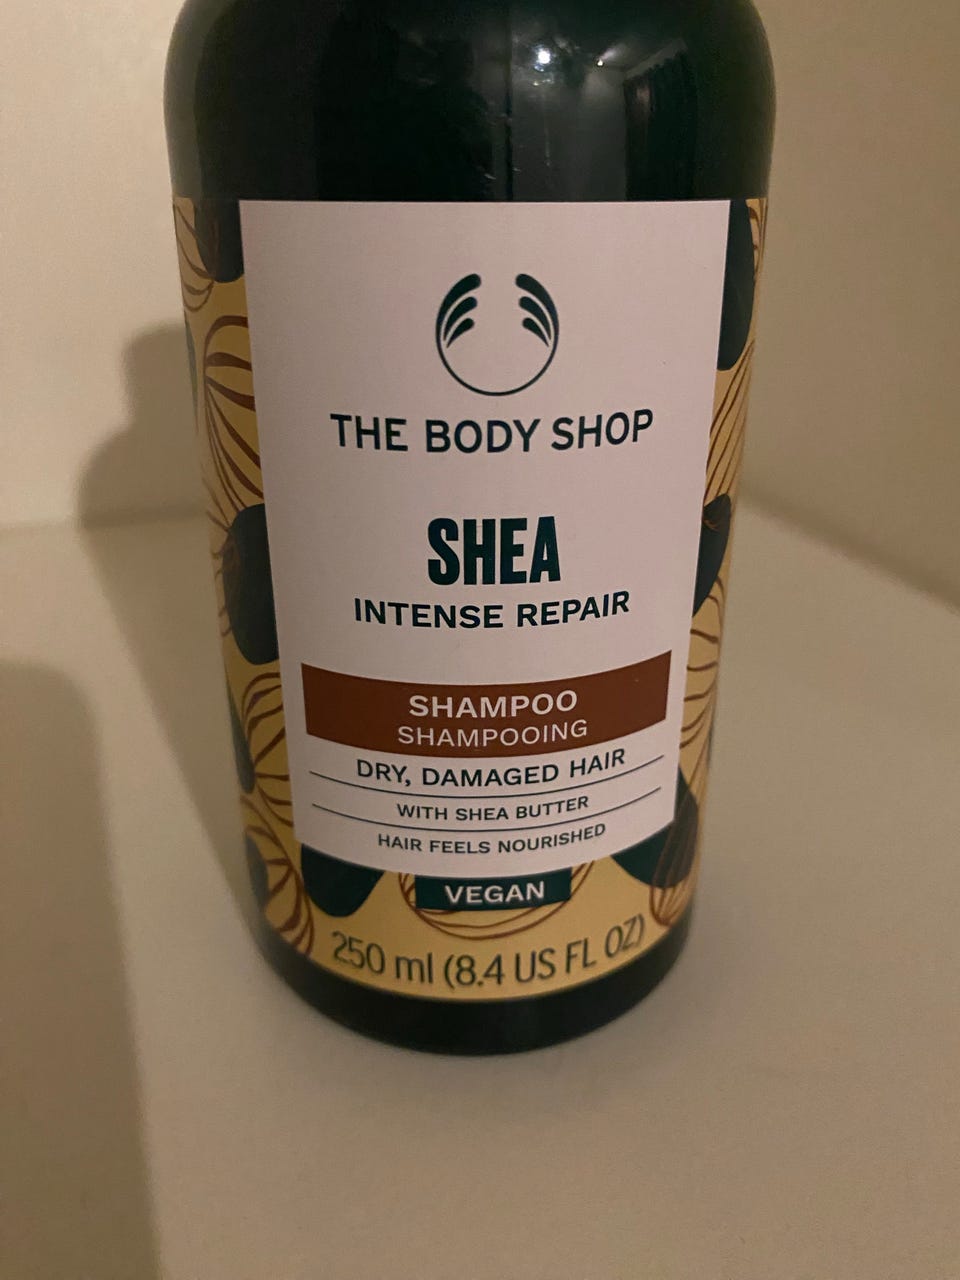 THE BODY SHOP
SHEA
INTENSE REPAIR
SHAMPOO
SHAMPOOING
DRY, DAMAGED HAIR
WITH SHEA BUTTER
HAIR FEELS NOURISHED
VEGAN
250 ml (8.4 US FL OZ)